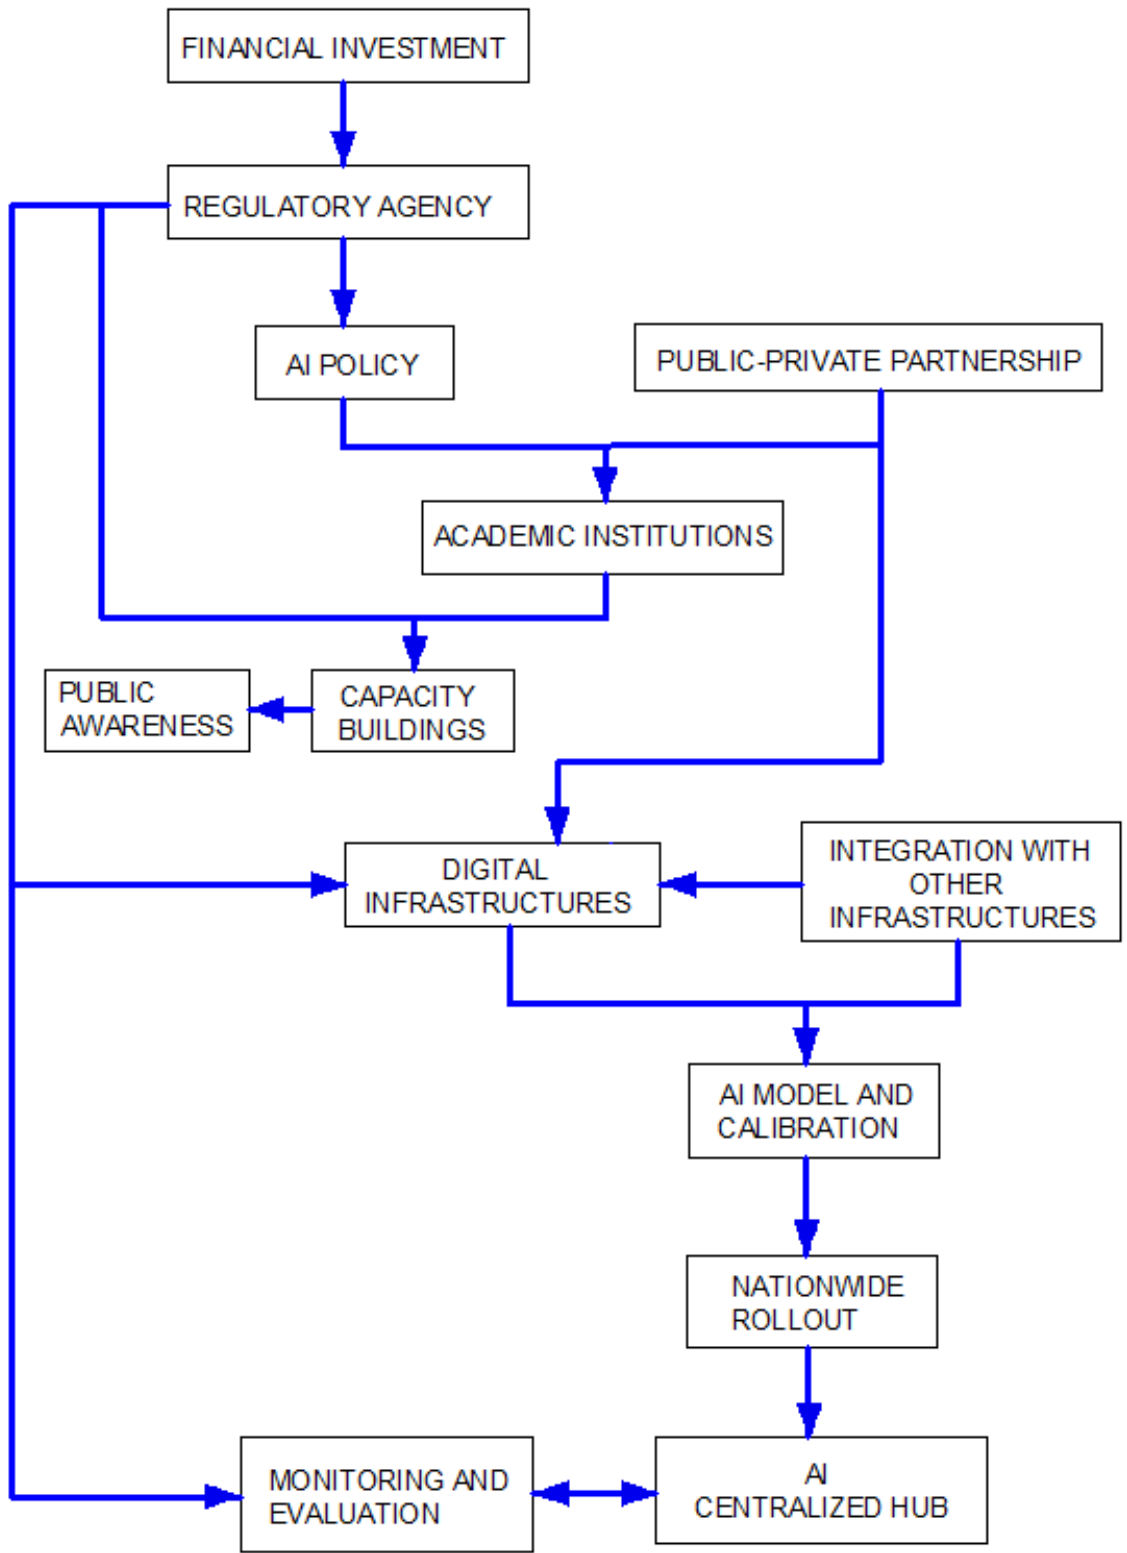 FINANCIAL INVESTMENT
REGULATORY AGENCY
AI POLICY
PUBLIC-PRIVATE PARTNERSHIP
ACADEMIC INSTITUTIONS
PUBLIC
AWARENESS
CAPACITY
BUILDINGS
DIGITAL
INFRASTRUCTURES
INTEGRATION WITH
OTHER
INFRASTRUCTURES
AI MODEL AND
CALIBRATION
NATIONWIDE
ROLLOUT
MONITORING AND
EVALUATION
AI
CENTRALIZED HUB